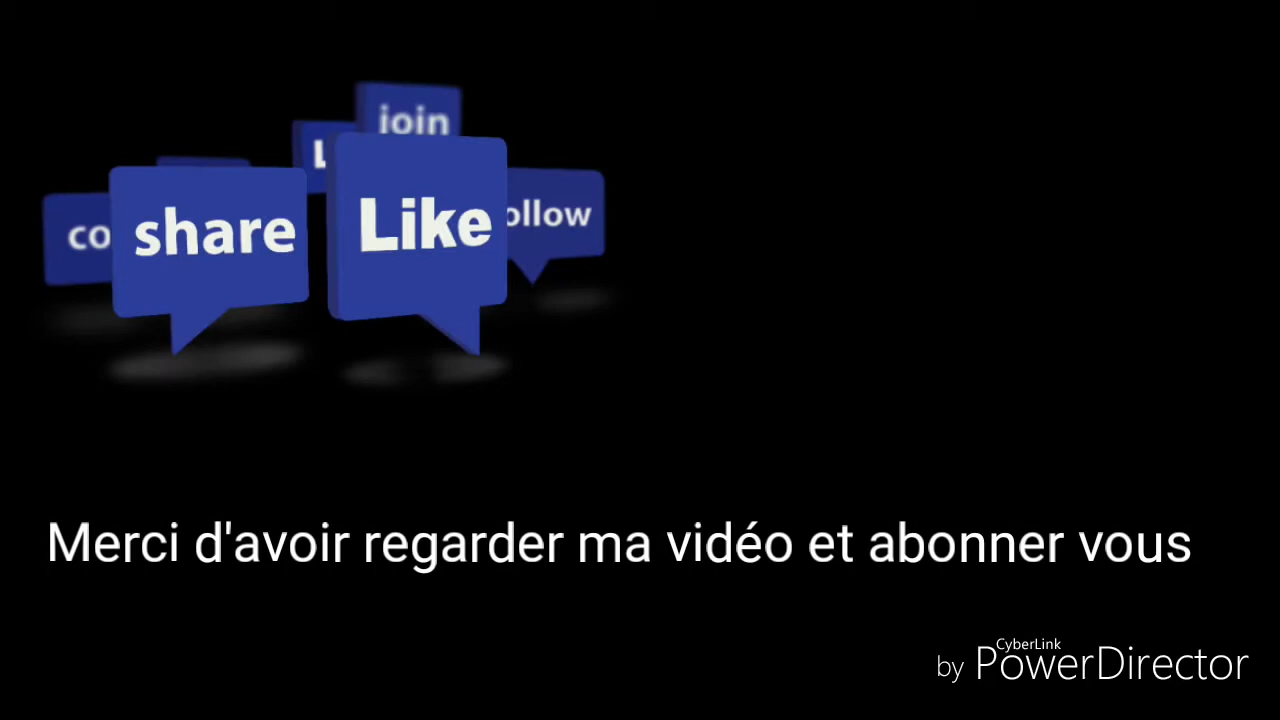 join
L
co
share
Like
ollow
Merci d'avoir regarder ma vidéo et abonner vous
CyberLink
by PowerDirector